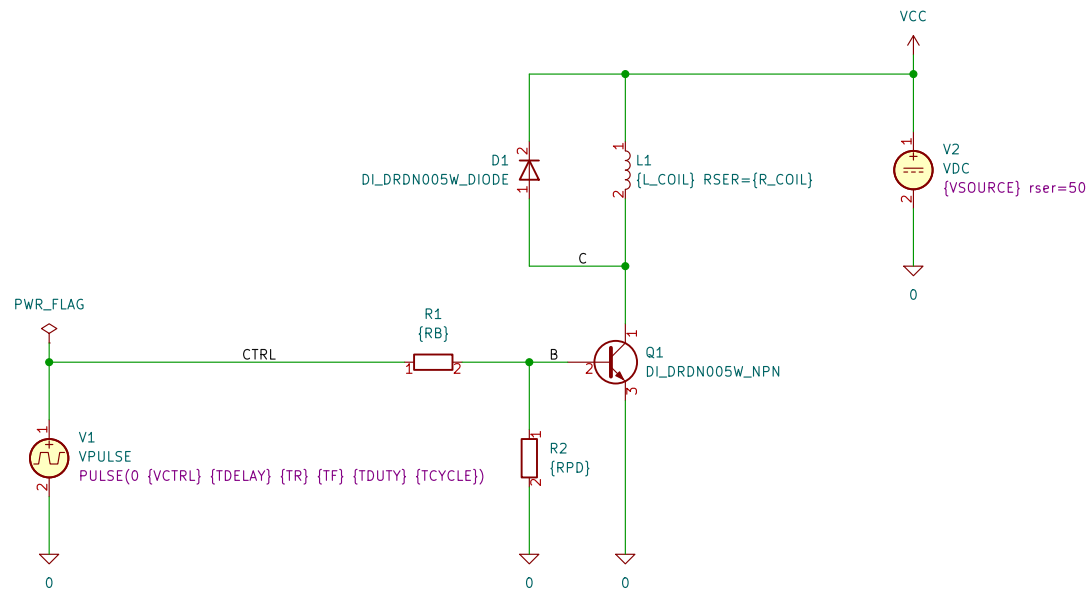 VCC
D1
DI_DRDN005W_DIODE
2
1
1
L1
{L_COIL} RSER={R_COIL}
2
1
V2
VDC
{VSOURCE} rser=50
2
0
C
PWR_FLAG
R1
{RB}
CTRL
1
2
B
1
2
Q1
DI_DRDN005W_NPN
3
1
V1
VPULSE
PULSE(0 {VCTRL} {TDELAY} {TR} {TF} {TDUTY} {TCYCLE})
2
1
R2
{RPD}
2
0
0
0